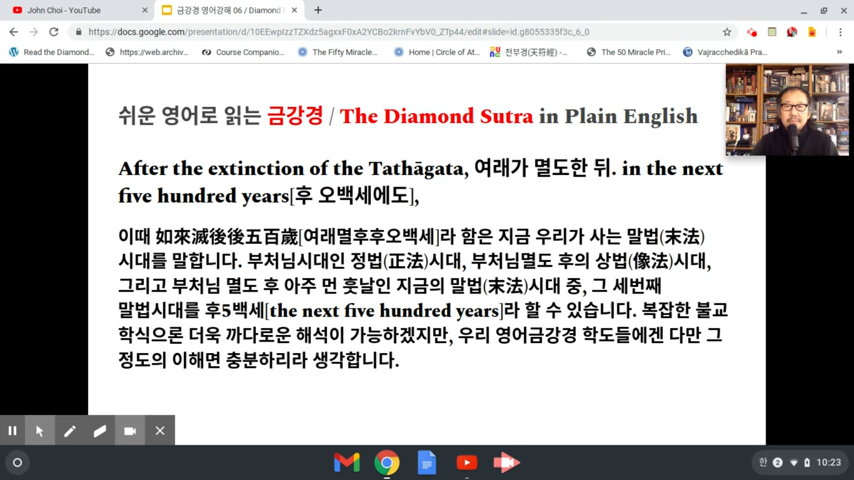 John Choi - YouTube
금강경 영어강해 06 / Diamond
https://docs.google.com/presentation/d/10EEwpIzzTZXdz5agxxF0xA2YCBo2krnFvYbV0_ZTp44/edit#slide=id.g8055335f3c_6_0
Read the Diamond...
https://web.archiv...
Course Companio...
The Fifty Miracle...
Home | Circle of At...
천부경(天符經) -...
The 50 Miracle Pri...
Vajracchedikā Pra...
쉬운 영어로 읽는 금강경 / The Diamond Sutra in Plain English
After the extinction of the Tathāgata, 여래가 멸도한 뒤. in the next
five hundred years[후 오백세에도],
이때 如來滅後後五百歲[여래멸후후오백세]라 함은 지금 우리가 사는 말법(末法)
시대를 말합니다. 부처님시대인 정법(正法)시대, 부처님멸도 후의 상법(像法)시대,
그리고 부처님 멸도 후 아주 먼 훗날인 지금의 말법(末法)시대 중, 그 세번째
말법시대를 후5백세[the next five hundred years]라 할 수 있습니다. 복잡한 불교
학식으론 더욱 까다로운 해석이 가능하겠지만, 우리 영어금강경 학도들에겐 다만 그
정도의 이해면 충분하리라 생각합니다.
한
2
10:23